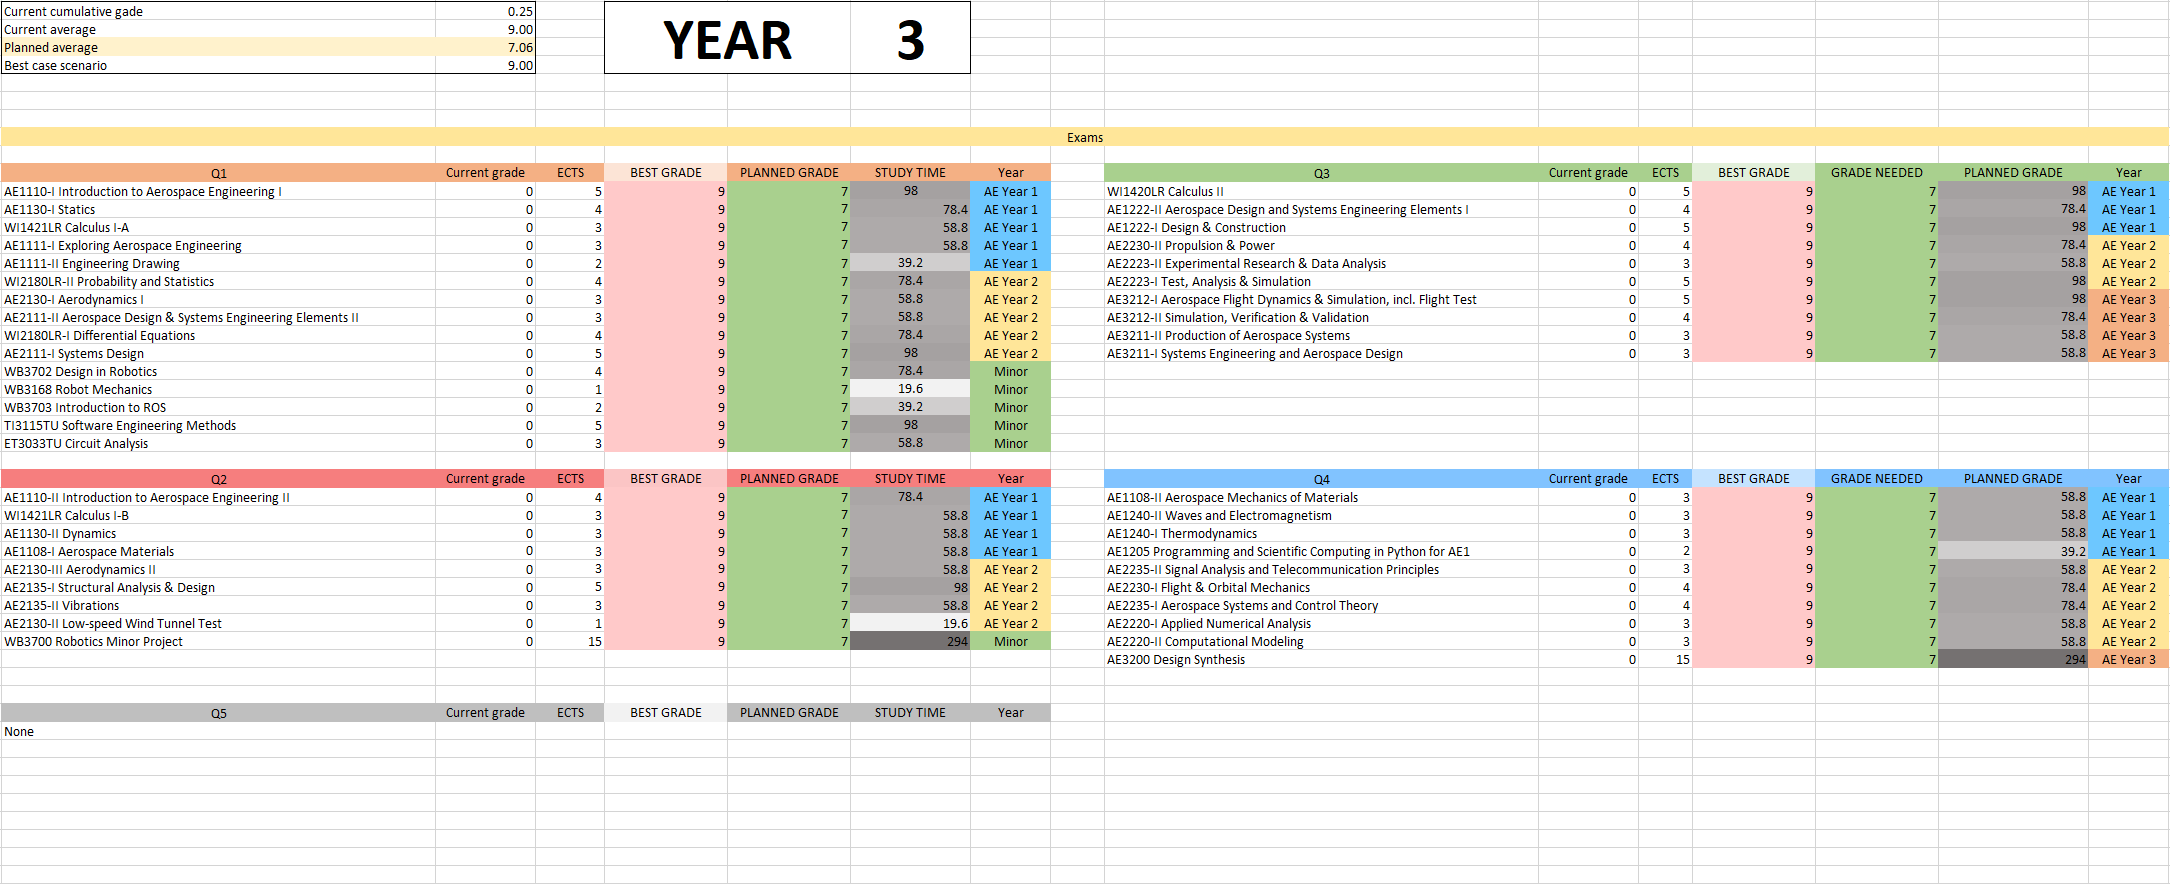 Current cumulative gade 0.25
Current average 9.00
Planned average 7.06
Best case scenario 9.00
YEAR 3
Exams
Q1 Current grade ECTS BEST GRADE PLANNED GRADE STUDY TIME Year
AE1110-I Introduction to Aerospace Engineering I 0 5 9 7 98 AE Year 1
AE1130-I Statics 0 4 9 7 78.4 AE Year 1
WI1421LR Calculus I-A 0 3 9 7 58.8 AE Year 1
AE1111-I Exploring Aerospace Engineering 0 3 9 7 58.8 AE Year 1
AE1111-II Engineering Drawing 0 2 9 7 39.2 AE Year 1
WI2180LR-II Probability and Statistics 0 4 9 7 78.4 AE Year 2
AE2130-I Aerodynamics I 0 3 9 7 58.8 AE Year 2
AE2111-II Aerospace Design & Systems Engineering Elements II 0 3 9 7 58.8 AE Year 2
WI2180LR-I Differential Equations 0 4 9 7 78.4 AE Year 2
AE2111-I Systems Design 0 5 9 7 98 AE Year 2
WB3702 Design in Robotics 0 4 9 7 78.4 Minor
WB3168 Robot Mechanics 0 1 9 7 19.6 Minor
WB3703 Introduction to ROS 0 2 9 7 39.2 Minor
TI3115TU Software Engineering Methods 0 5 9 7 98 Minor
ET3033TU Circuit Analysis 0 3 9 7 58.8 Minor
Q3 Current grade ECTS BEST GRADE GRADE NEEDED PLANNED GRADE Year
WI1420LR Calculus II 0 5 9 7 98 AE Year 1
AE1222-II Aerospace Design and Systems Engineering Elements I 0 4 9 7 78.4 AE Year 1
AE1222-I Design & Construction 0 5 9 7 98 AE Year 1
AE2230-II Propulsion & Power 0 4 9 7 78.4 AE Year 2
AE2223-II Experimental Research & Data Analysis 0 3 9 7 58.8 AE Year 2
AE2223-I Test, Analysis & Simulation 0 5 9 7 98 AE Year 2
AE3212-I Aerospace Flight Dynamics & Simulation, incl. Flight Test 0 5 9 7 98 AE Year 3
AE3212-II Simulation, Verification & Validation 0 4 9 7 78.4 AE Year 3
AE3211-II Production of Aerospace Systems 0 3 9 7 58.8 AE Year 3
AE3211-I Systems Engineering and Aerospace Design 0 3 9 7 58.8 AE Year 3
Q2 Current grade ECTS BEST GRADE PLANNED GRADE STUDY TIME Year
AE1110-II Introduction to Aerospace Engineering II 0 4 9 7 78.4 AE Year 1
WI1421LR Calculus I-B 0 3 9 7 58.8 AE Year 1
AE1130-II Dynamics 0 3 9 7 58.8 AE Year 1
AE1108-I Aerospace Materials 0 3 9 7 58.8 AE Year 1
AE2130-III Aerodynamics II 0 3 9 7 58.8 AE Year 2
AE2135-I Structural Analysis & Design 0 5 9 7 98 AE Year 2
AE2135-II Vibrations 0 3 9 7 58.8 AE Year 2
AE2130-II Low-speed Wind Tunnel Test 0 1 9 7 19.6 AE Year 2
WB3700 Robotics Minor Project 0 15 9 7 294 Minor
Q4 Current grade ECTS BEST GRADE GRADE NEEDED PLANNED GRADE Year
AE1108-II Aerospace Mechanics of Materials 0 3 9 7 58.8 AE Year 1
AE1240-II Waves and Electromagnetism 0 3 9 7 58.8 AE Year 1
AE1240-I Thermodynamics 0 3 9 7 58.8 AE Year 1
AE1205 Programming and Scientific Computing in Python for AE1 0 2 9 7 39.2 AE Year 1
AE2235-II Signal Analysis and Telecommunication Principles 0 3 9 7 58.8 AE Year 2
AE2230-I Flight & Orbital Mechanics 0 4 9 7 78.4 AE Year 2
AE2235-I Aerospace Systems and Control Theory 0 4 9 7 78.4 AE Year 2
AE2220-I Applied Numerical Analysis 0 3 9 7 58.8 AE Year 2
AE2220-II Computational Modeling 0 3 9 7 58.8 AE Year 2
AE3200 Design Synthesis 0 15 9 7 294 AE Year 3
Q5 Current grade ECTS BEST GRADE PLANNED GRADE STUDY TIME Year
None